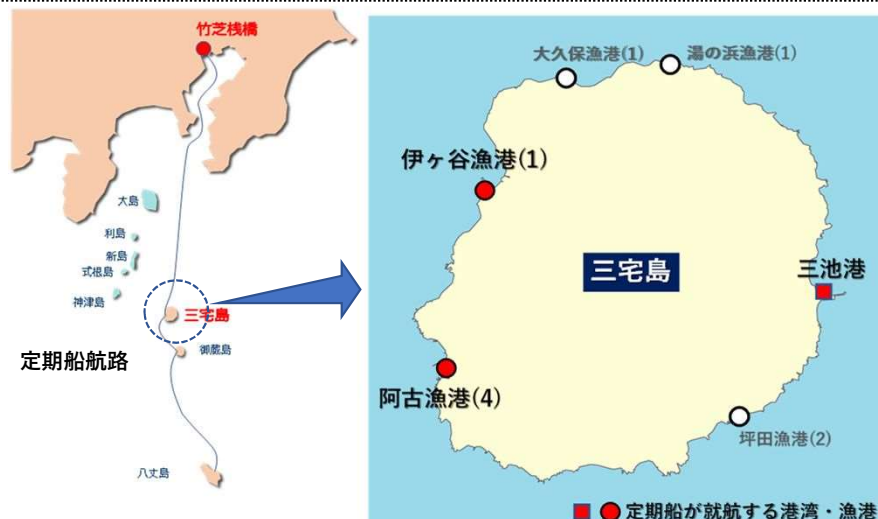 竹芝桟橋
大島
利島
新島
式根島
神津島
三宅島
御蔵島
定期船航路
八丈島
大久保漁港(1)
湯の浜漁港(1)
伊ヶ谷漁港(1)
三宅島
三池港
阿古漁港(4)
坪田漁港(2)
定期船が就航する港湾・漁港